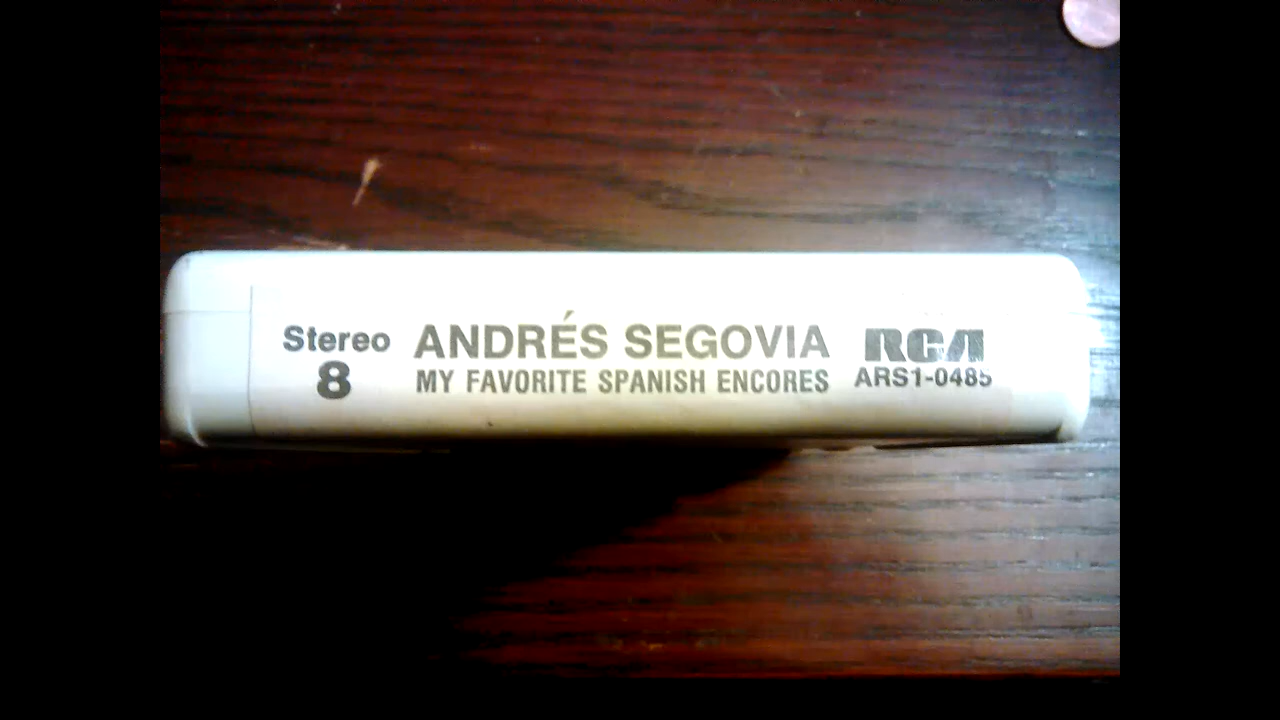 Stereo
8
ANDRÉS SEGOVIA
MY FAVORITE SPANISH ENCORES
RCA
ARS1-0485